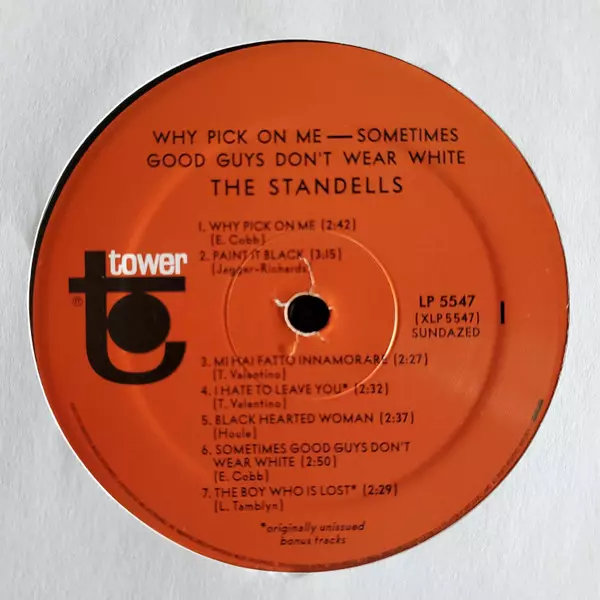 WHY PICK ON ME — SOMETIMES
GOOD GUYS DON'T WEAR WHITE
THE STANDELLS
1. WHY PICK ON ME (2:42)
(E. Cobb)
2. PAINT IT BLACK (3:15)
(Jagger-Richards)
tower
t
®
LP 5547
(XLP5547)
SUNDAZED
1
3. MI HAI FATTO INNAMORARE (2:27)
(T. Valentino)
4. I HATE TO LEAVE YOU* (2:32)
(T. Valentino)
5. BLACK HEARTED WOMAN (2:37)
(Houle)
6. SOMETIMES GOOD GUYS DON'T
WEAR WHITE (2:50)
(E. Cobb)
7. THE BOY WHO IS LOST* (2:29)
(L. Tamblyn)
*originally unissued
bonus tracks